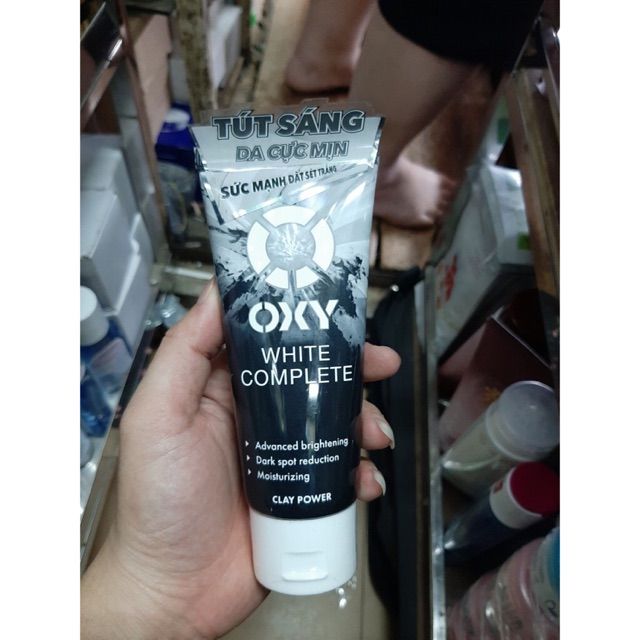 TÚT SÁNG
DA CỰC MỊN
SỨC MẠNH ĐẤT SÉT TRẮNG
OXY
WHITE
COMPLETE
Advanced brightening
Dark spot reduction
Moisturizing
CLAY POWER